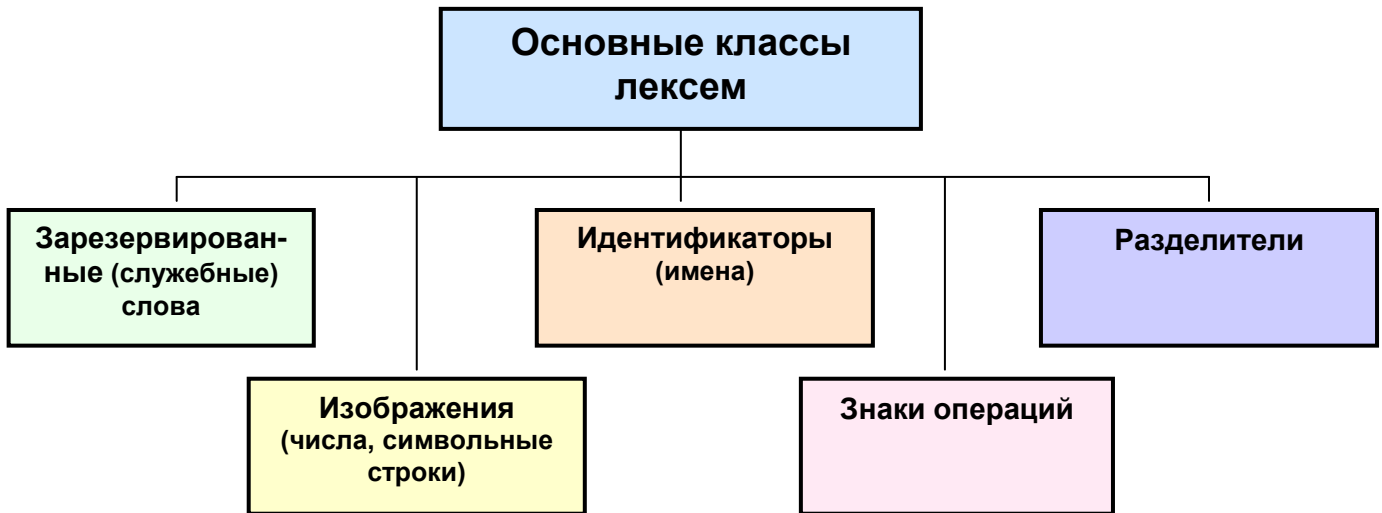 Основные классы
лексем
Зарезервирован-
ные (служебные)
слова
Идентификаторы
(имена)
Разделители
Изображения
(числа, символьные
строки)
Знаки операций